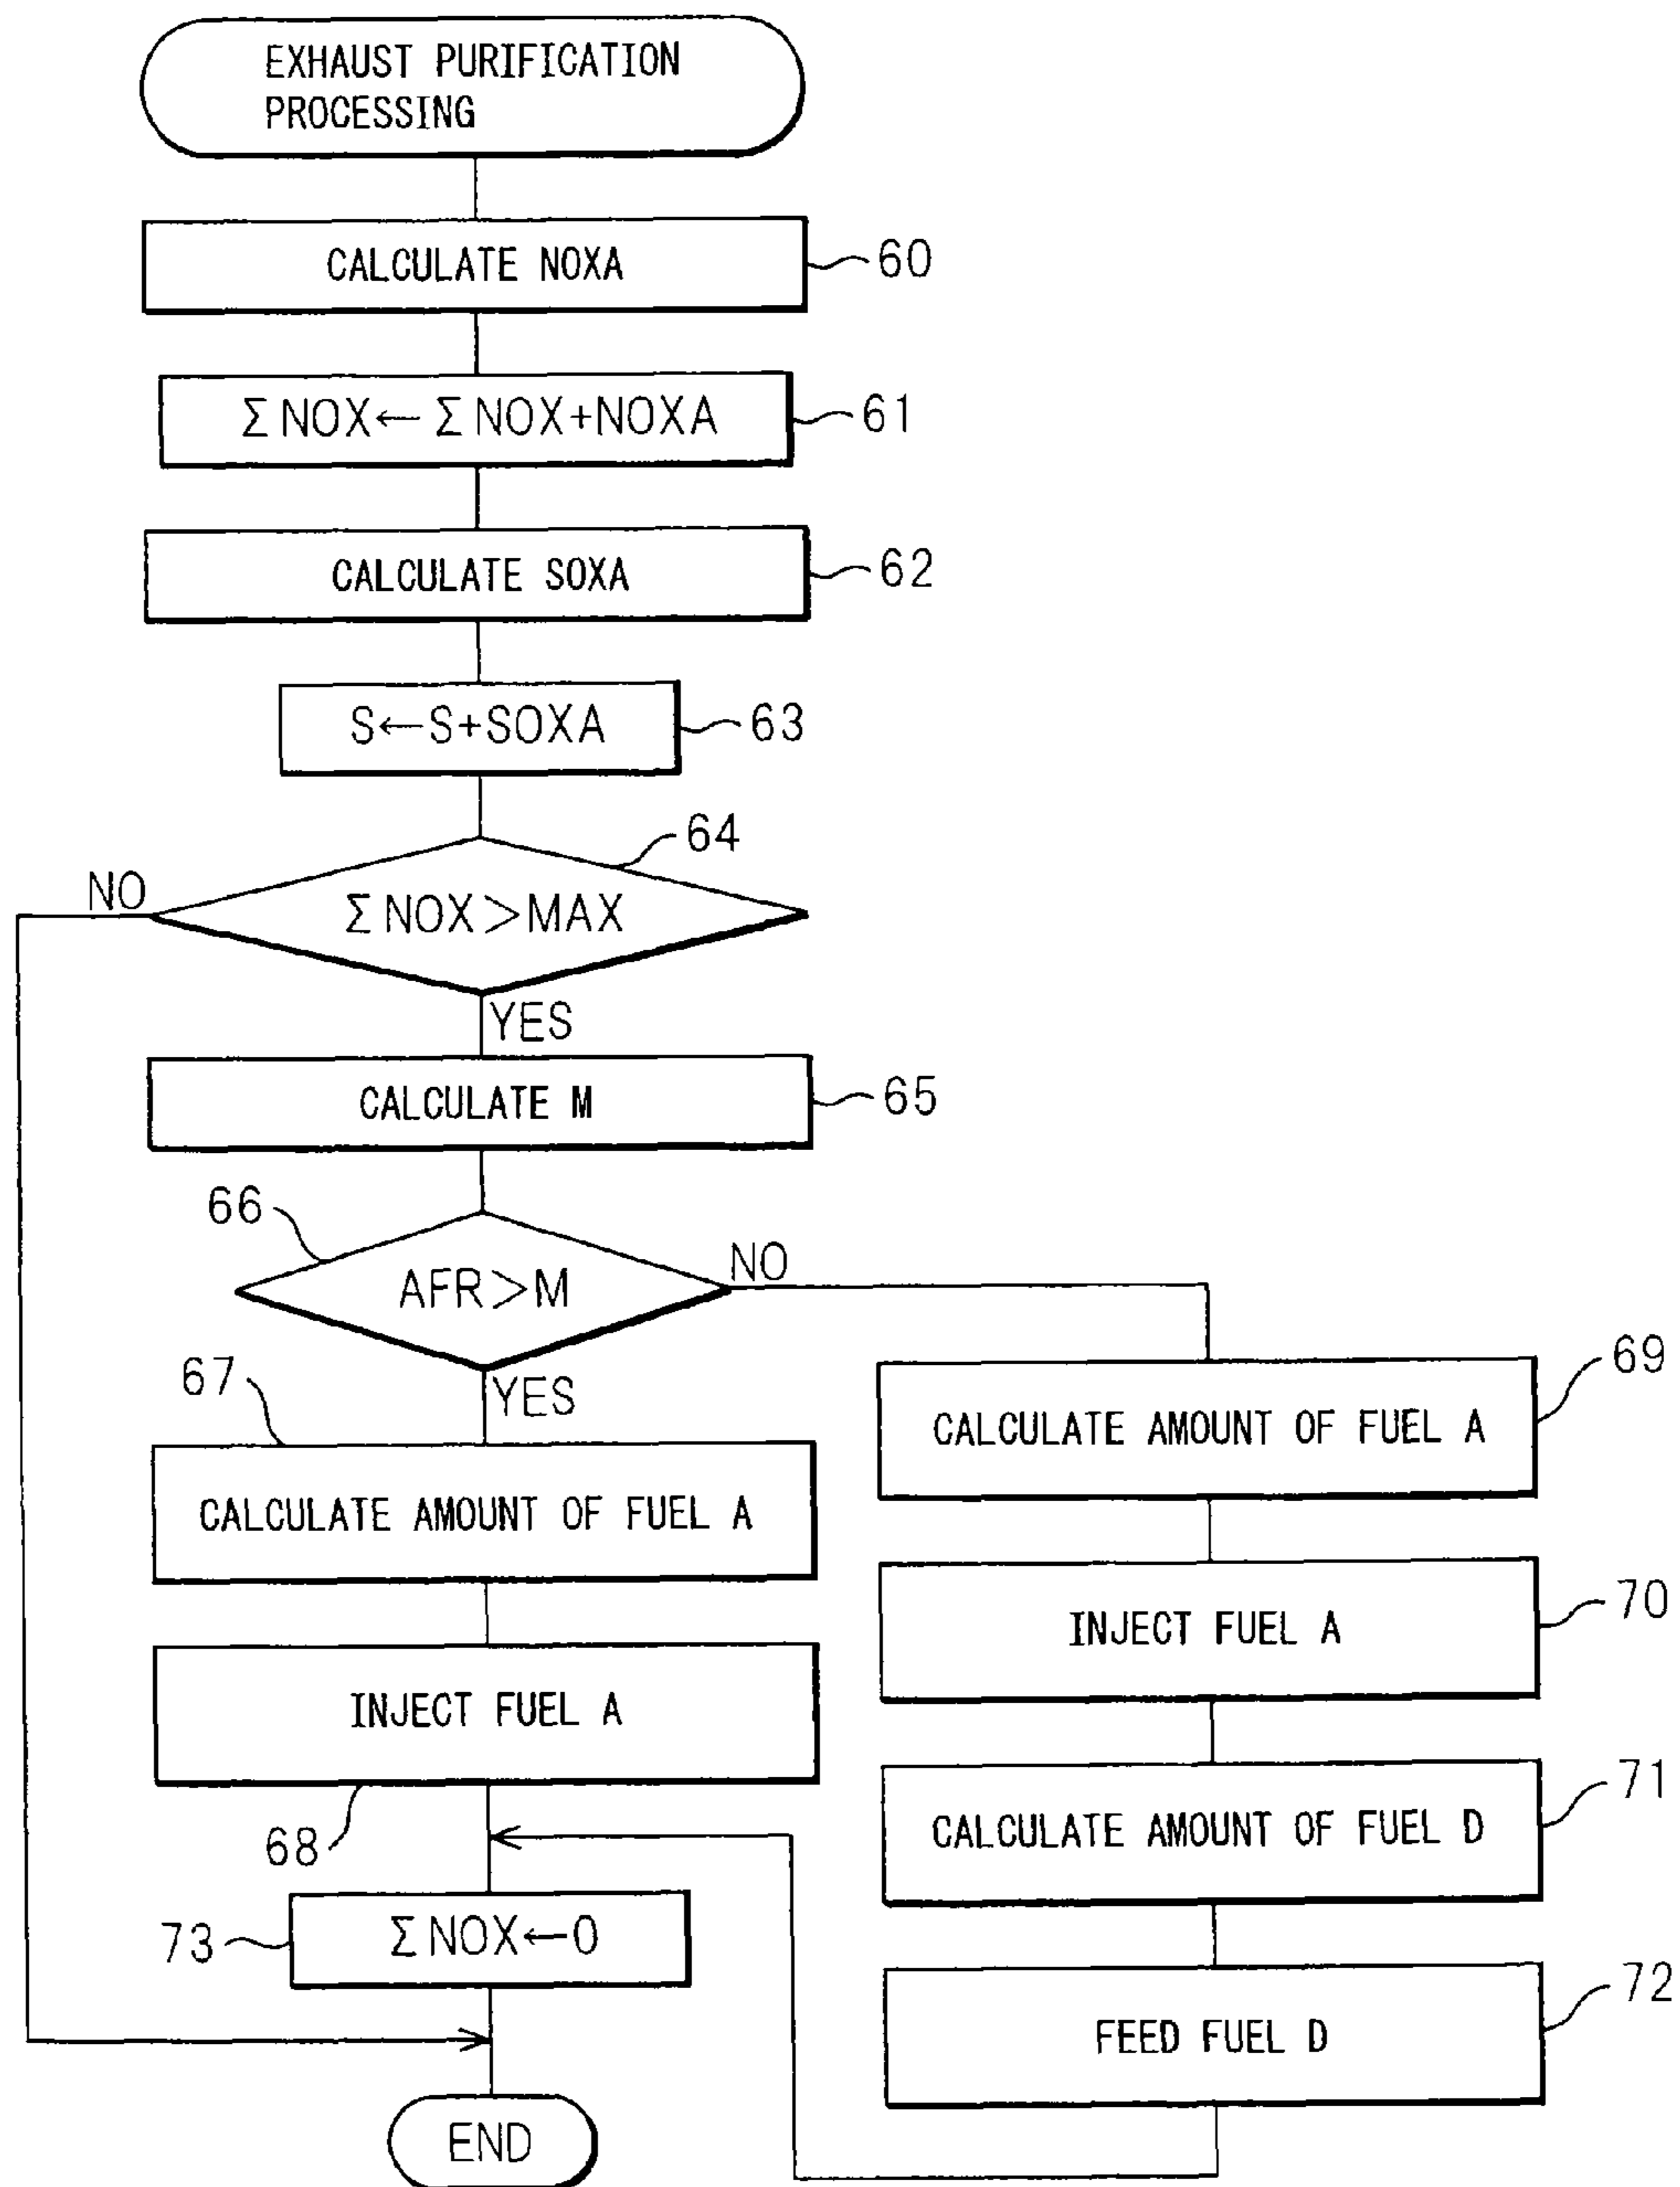 EXHAUST PURIFICATION
PROCESSING
CALCULATE NOXA
60
ΣNOX←ΣNOX+NOXA
61
CALCULATE SOXA
62
S←S+SOXA
63
64
NO
ΣNOX>MAX
YES
CALCULATE M
65
66
AFR>M
NO
YES
67
CALCULATE AMOUNT OF FUEL A
INJECT FUEL A
68
69
CALCULATE AMOUNT OF FUEL A
70
INJECT FUEL A
71
CALCULATE AMOUNT OF FUEL D
72
FEED FUEL D
73
ΣNOX←0
END